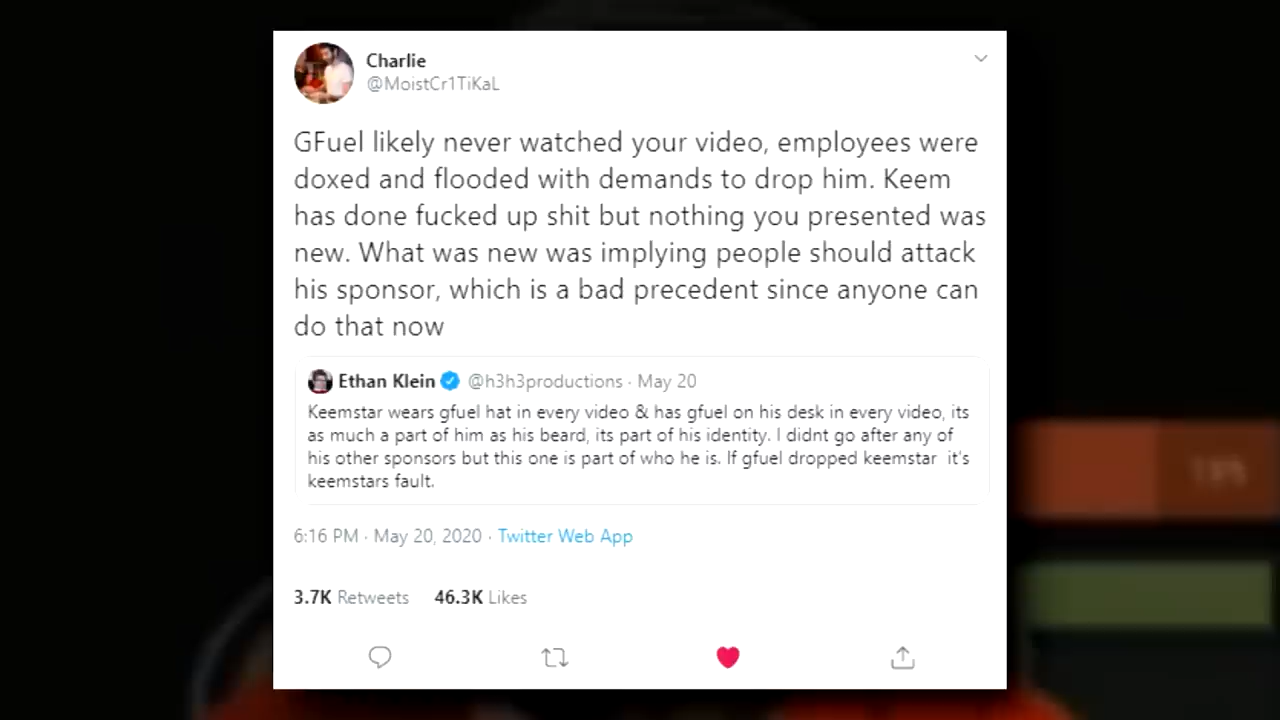 Charlie
@MoistCr1TiKaL
GFuel likely never watched your video, employees were
doxed and flooded with demands to drop him. Keem
has done fucked up shit but nothing you presented was
new. What was new was implying people should attack
his sponsor, which is a bad precedent since anyone can
do that now
Ethan Klein @h3h3productions · May 20
Keemstar wears gfuel hat in every video & has gfuel on his desk in every video, its
as much a part of him as his beard, its part of his identity. I didnt go after any of
his other sponsors but this one is part of who he is. If gfuel dropped keemstar it's
keemstars fault.
6:16 PM · May 20, 2020 · Twitter Web App
3.7K Retweets 46.3K Likes